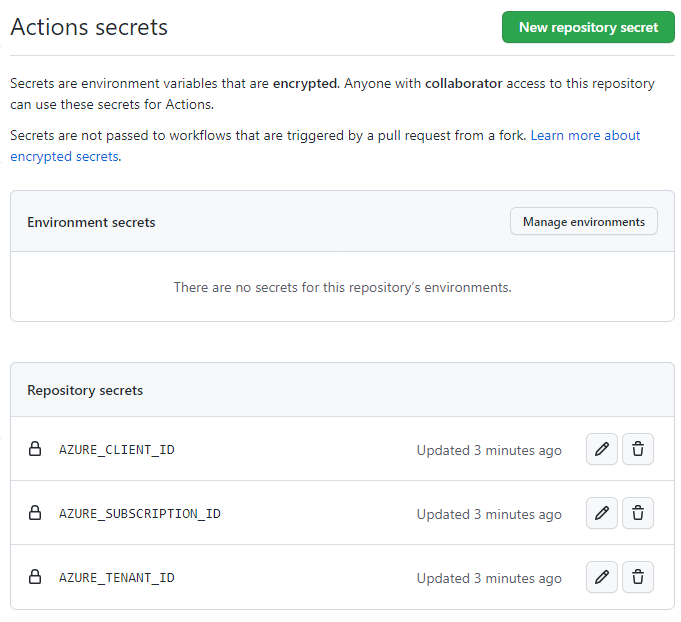 Actions secrets
New repository secret
Secrets are environment variables that are encrypted. Anyone with collaborator access to this repository
can use these secrets for Actions.
Secrets are not passed to workflows that are triggered by a pull request from a fork. Learn more about
encrypted secrets.
Environment secrets
Manage environments
There are no secrets for this repository's environments.
Repository secrets
AZURE_CLIENT_ID
Updated 3 minutes ago
AZURE_SUBSCRIPTION_ID
Updated 3 minutes ago
AZURE_TENANT_ID
Updated 3 minutes ago